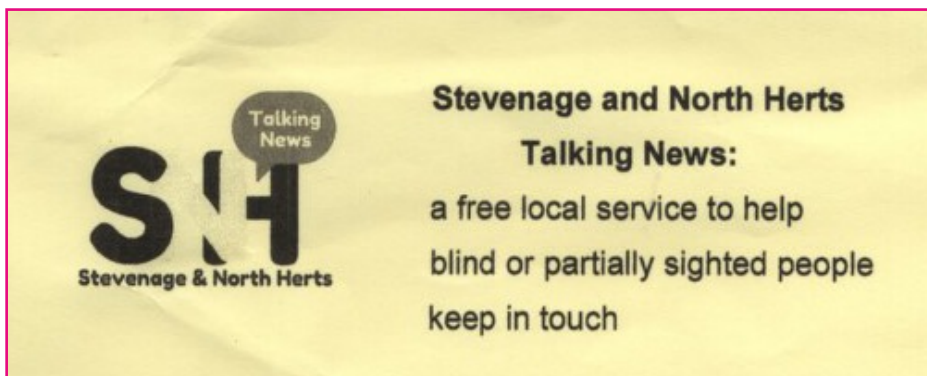 Talking
News
SNH
Stevenage & North Herts
Stevenage and North Herts
Talking News:
a free local service to help
blind or partially sighted people
keep in touch